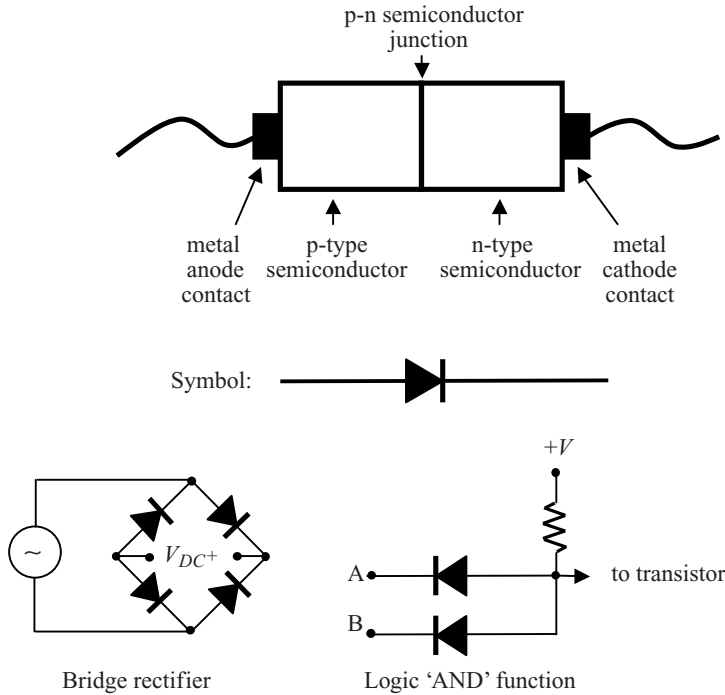 p-n semiconductor
junction
metal
anode
contact
p-type
semiconductor
n-type
semiconductor
metal
cathode
contact
Symbol:
+V
~
V_DC+
A
to transistor
B
Bridge rectifier
Logic ‘AND’ function